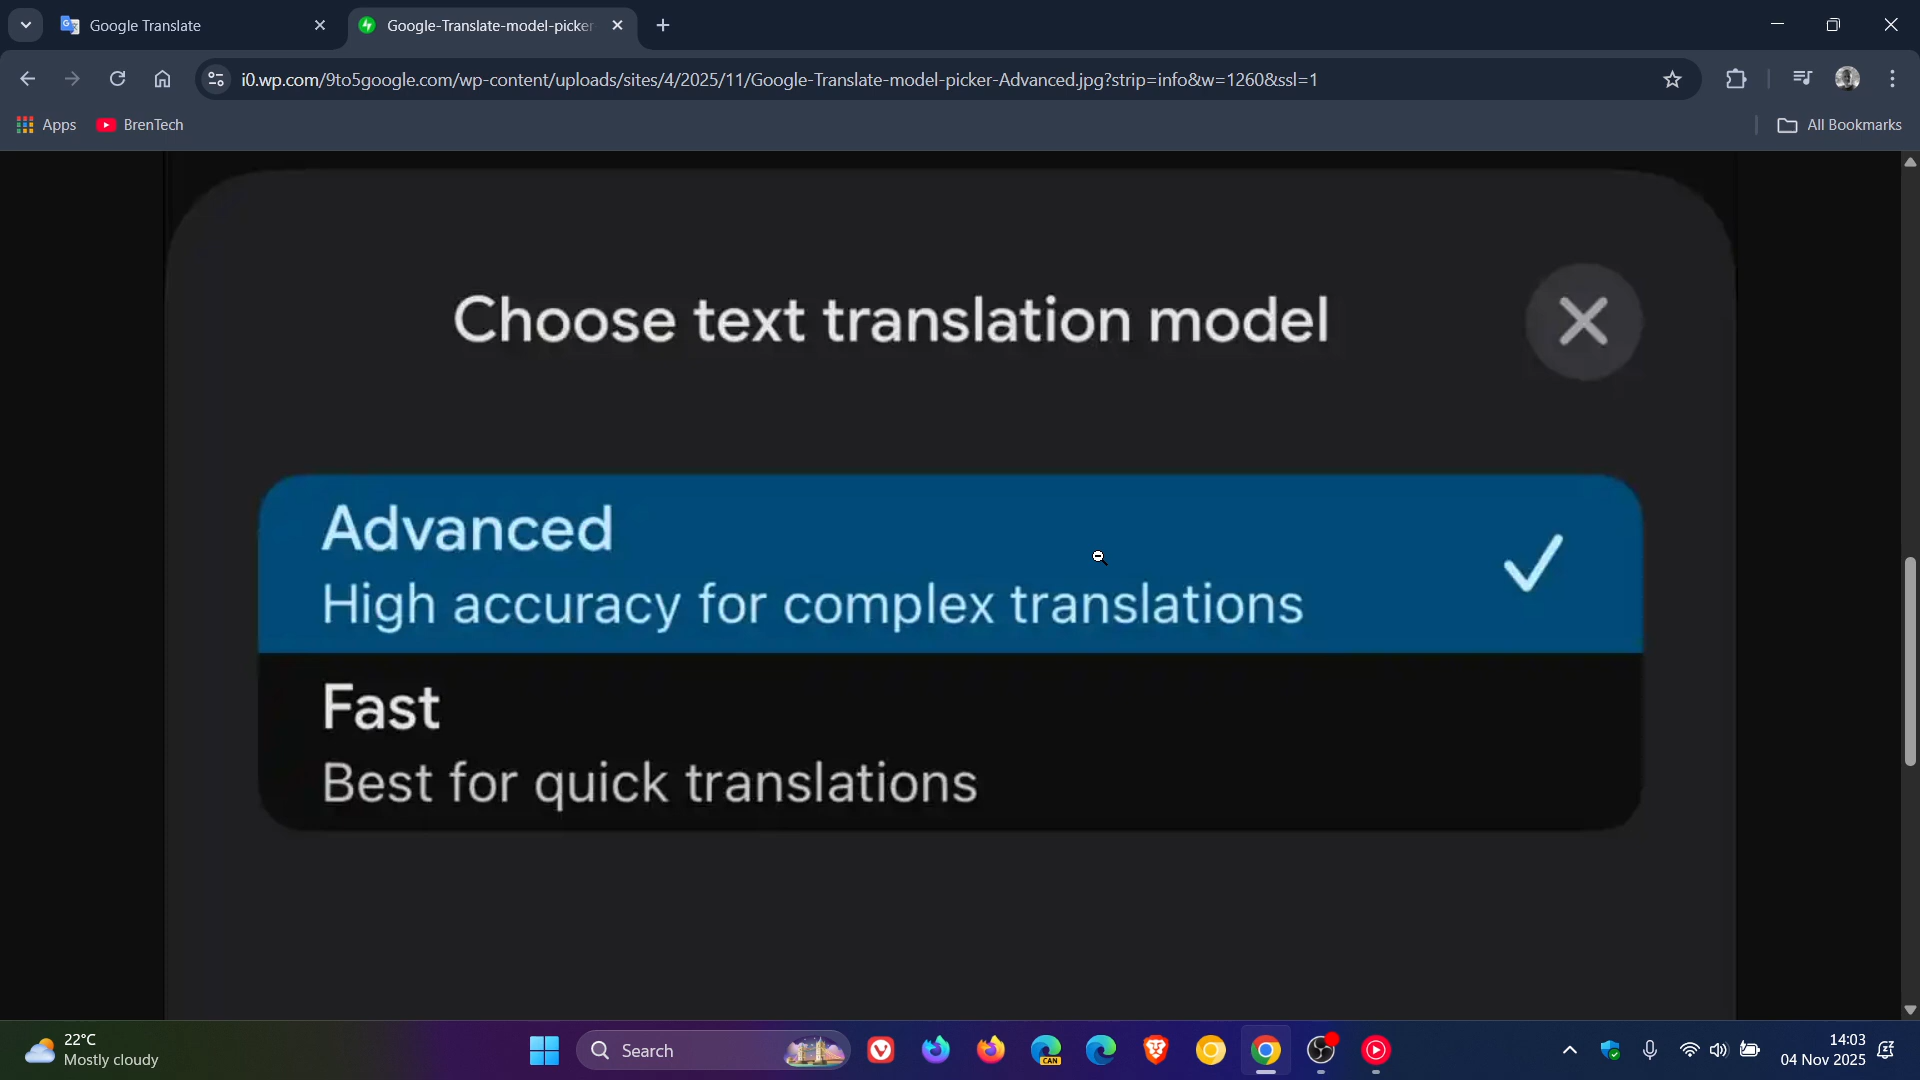 Google Translate
Google-Translate-model-picker
i0.wp.com/9to5google.com/wp-content/uploads/sites/4/2025/11/Google-Translate-model-picker-Advanced.jpg?strip=info&w=1260&ssl=1
Apps
BrenTech
All Bookmarks
Choose text translation model
Advanced
High accuracy for complex translations
Fast
Best for quick translations
22°C
Mostly cloudy
Search
CAN
14:03
04 Nov 2025